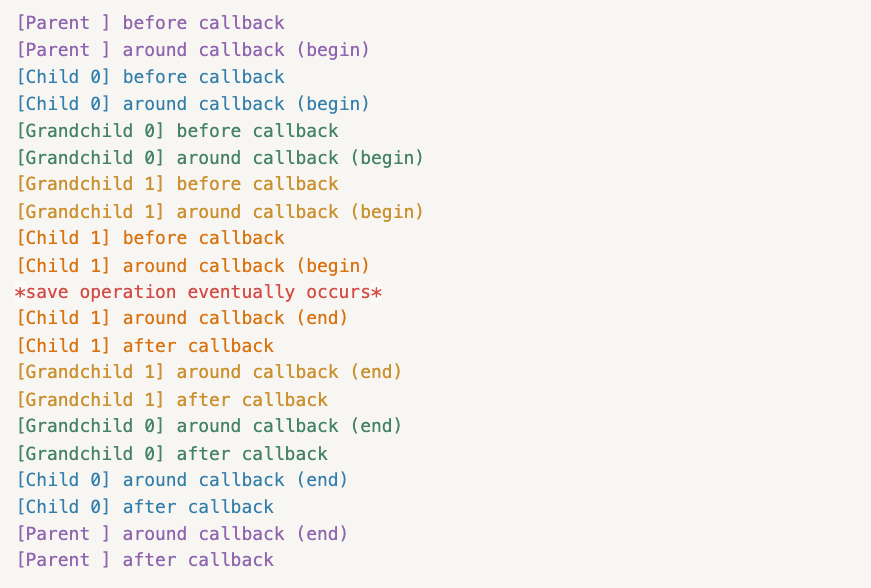 [Parent ] before callback
[Parent ] around callback (begin)
[Child 0] before callback
[Child 0] around callback (begin)
[Grandchild 0] before callback
[Grandchild 0] around callback (begin)
[Grandchild 1] before callback
[Grandchild 1] around callback (begin)
[Child 1] before callback
[Child 1] around callback (begin)
*save operation eventually occurs*
[Child 1] around callback (end)
[Child 1] after callback
[Grandchild 1] around callback (end)
[Grandchild 1] after callback
[Grandchild 0] around callback (end)
[Grandchild 0] after callback
[Child 0] around callback (end)
[Child 0] after callback
[Parent ] around callback (end)
[Parent ] after callback